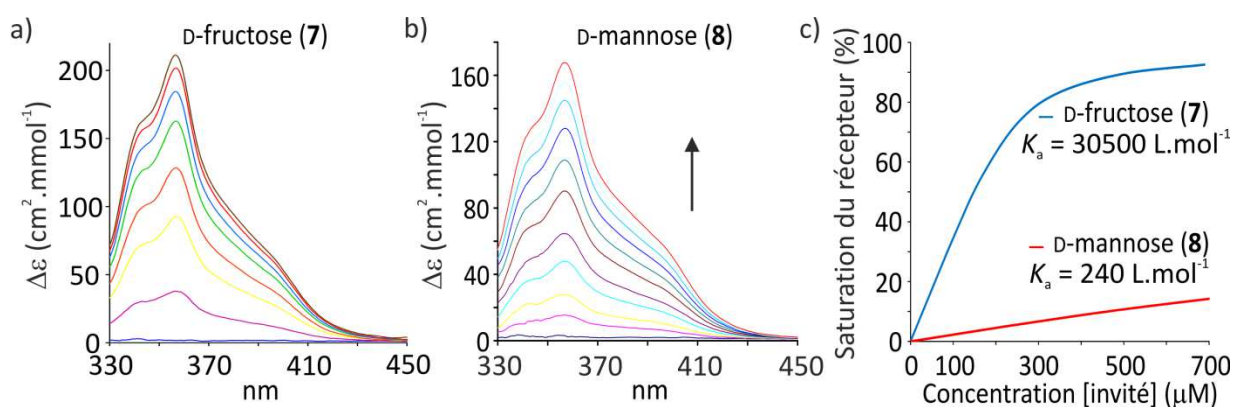 a)
D-fructose (7)
200
150
100
50
0
Δε (cm².mmol⁻¹)
330
370
410
450
nm
b)
D-mannose (8)
160
120
80
40
0
Δε (cm².mmol⁻¹)
330
370
410
450
nm
c)
100
80
60
40
20
0
Saturation du récepteur (%)
D-fructose (7)
Kₐ = 30500 L.mol⁻¹
D-mannose (8)
Kₐ = 240 L.mol⁻¹
0
100
300
500
700
Concentration [invité] (μM)